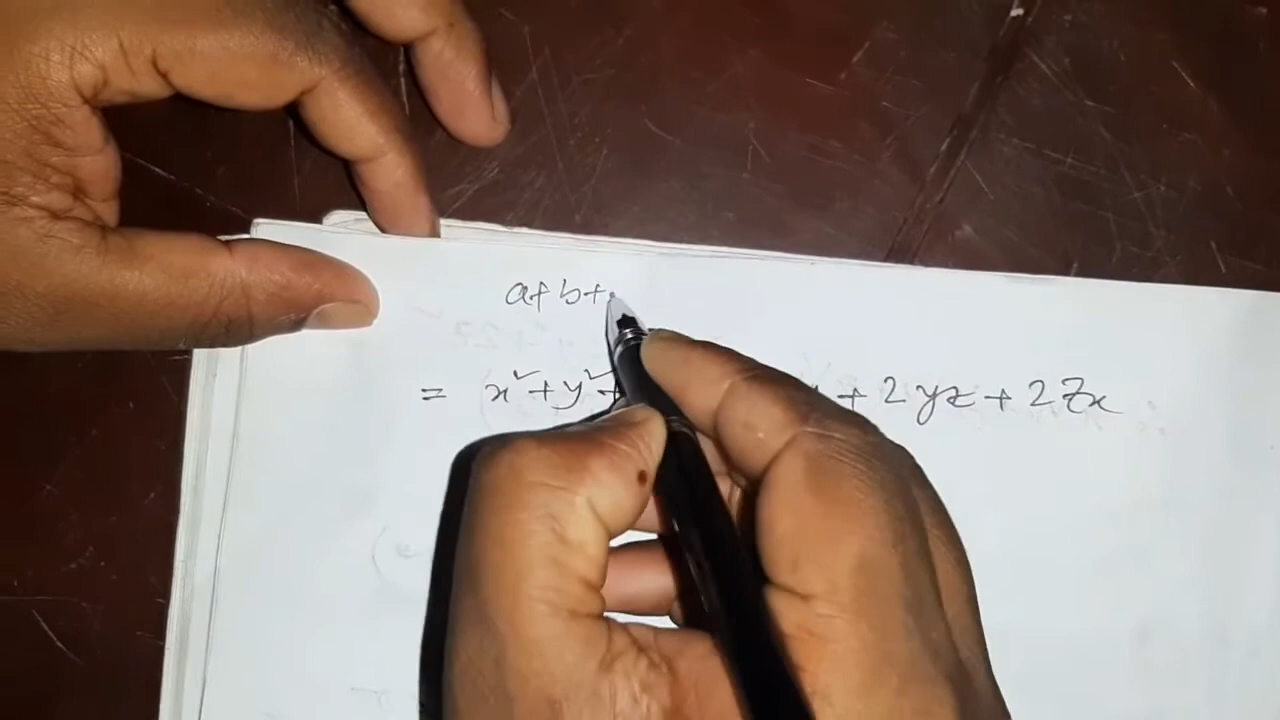 a+b+
= x²+y²+ + 2yz+2zx